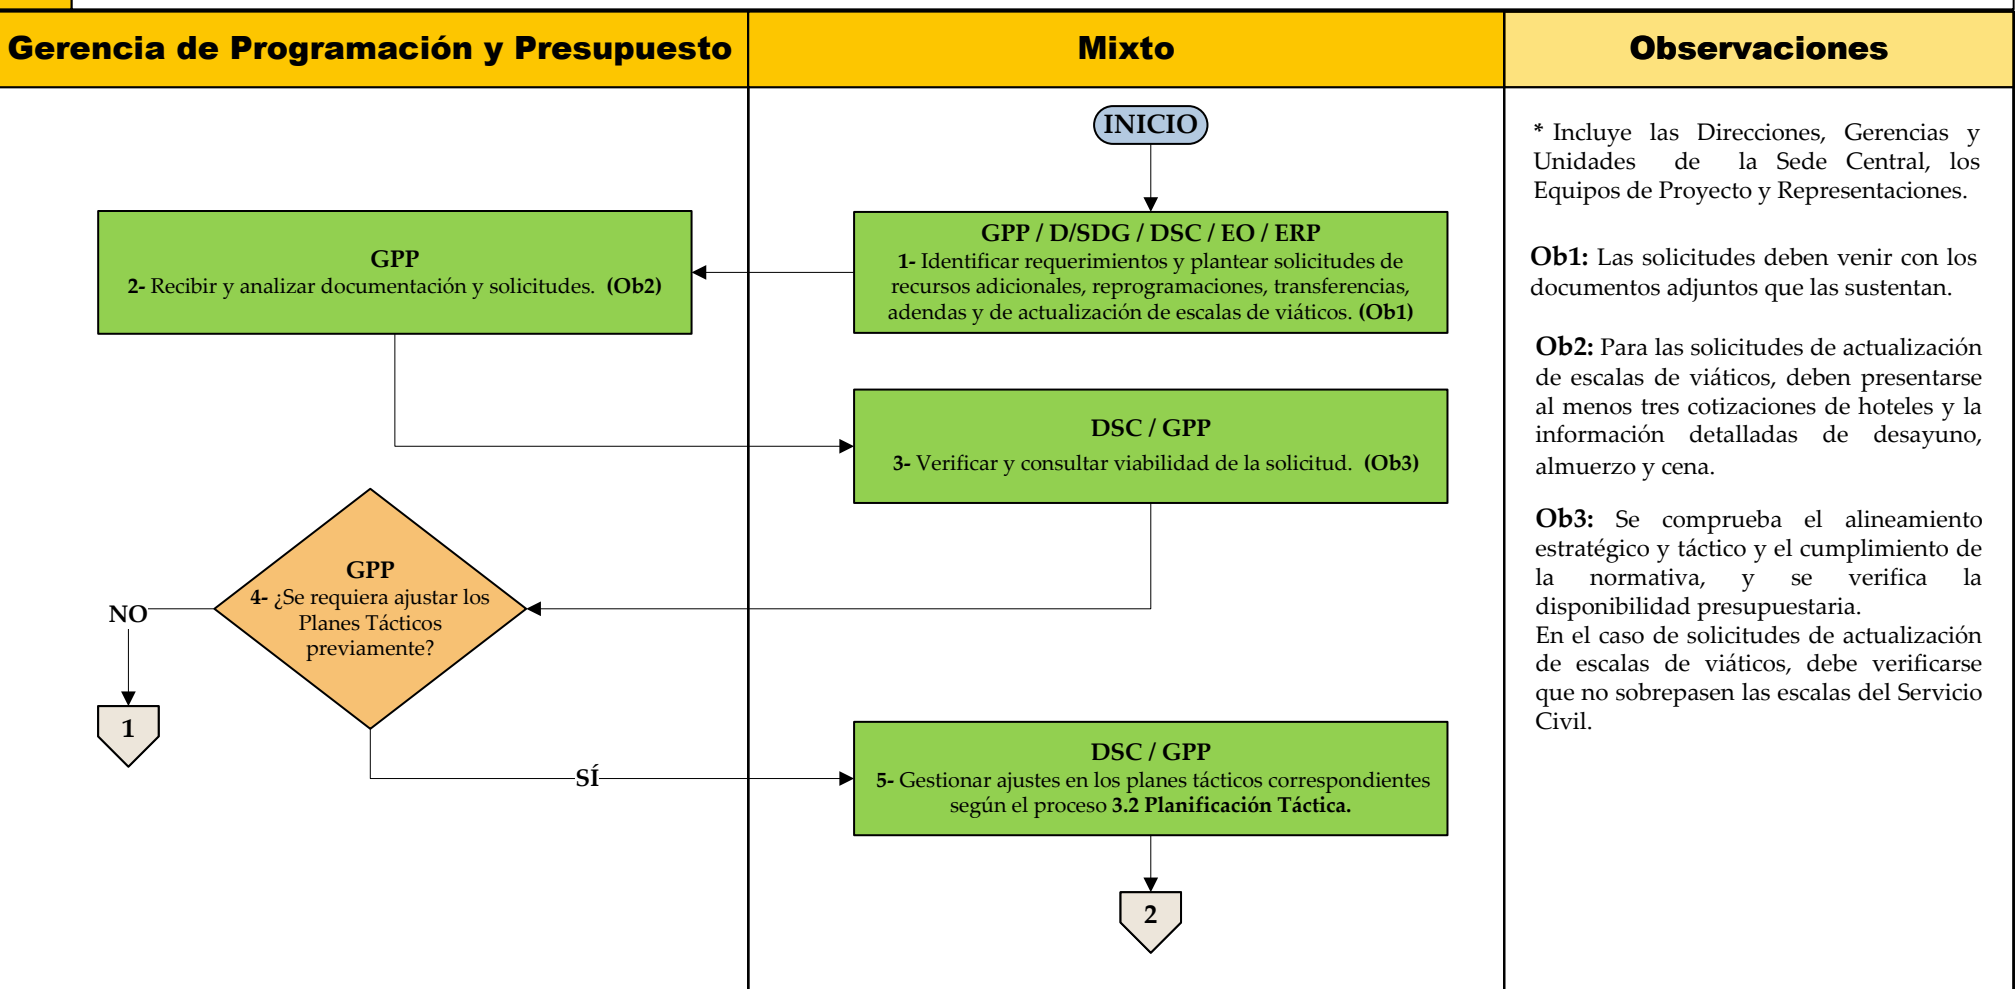 Gerencia de Programación y Presupuesto
Mixto
Observaciones
INICIO
GPP / D/SDG / DSC / EO / ERP
1- Identificar requerimientos y plantear solicitudes de
recursos adicionales, reprogramaciones, transferencias,
adendas y de actualización de escalas de viáticos. (Ob1)
GPP
2- Recibir y analizar documentación y solicitudes. (Ob2)
DSC / GPP
3- Verificar y consultar viabilidad de la solicitud. (Ob3)
GPP
4- ¿Se requiera ajustar los
Planes Tácticos
previamente?
NO
1
SÍ
DSC / GPP
5- Gestionar ajustes en los planes tácticos correspondientes
según el proceso 3.2 Planificación Táctica.
2
* Incluye las Direcciones, Gerencias y
Unidades de la Sede Central, los
Equipos de Proyecto y Representaciones.
Ob1: Las solicitudes deben venir con los
documentos adjuntos que las sustentan.
Ob2: Para las solicitudes de actualización
de escalas de viáticos, deben presentarse
al menos tres cotizaciones de hoteles y la
información detalladas de desayuno,
almuerzo y cena.
Ob3: Se comprueba el alineamiento
estratégico y táctico y el cumplimiento de
la normativa, y se verifica la
disponibilidad presupuestaria.
En el caso de solicitudes de actualización
de escalas de viáticos, debe verificarse
que no sobrepasen las escalas del Servicio
Civil.